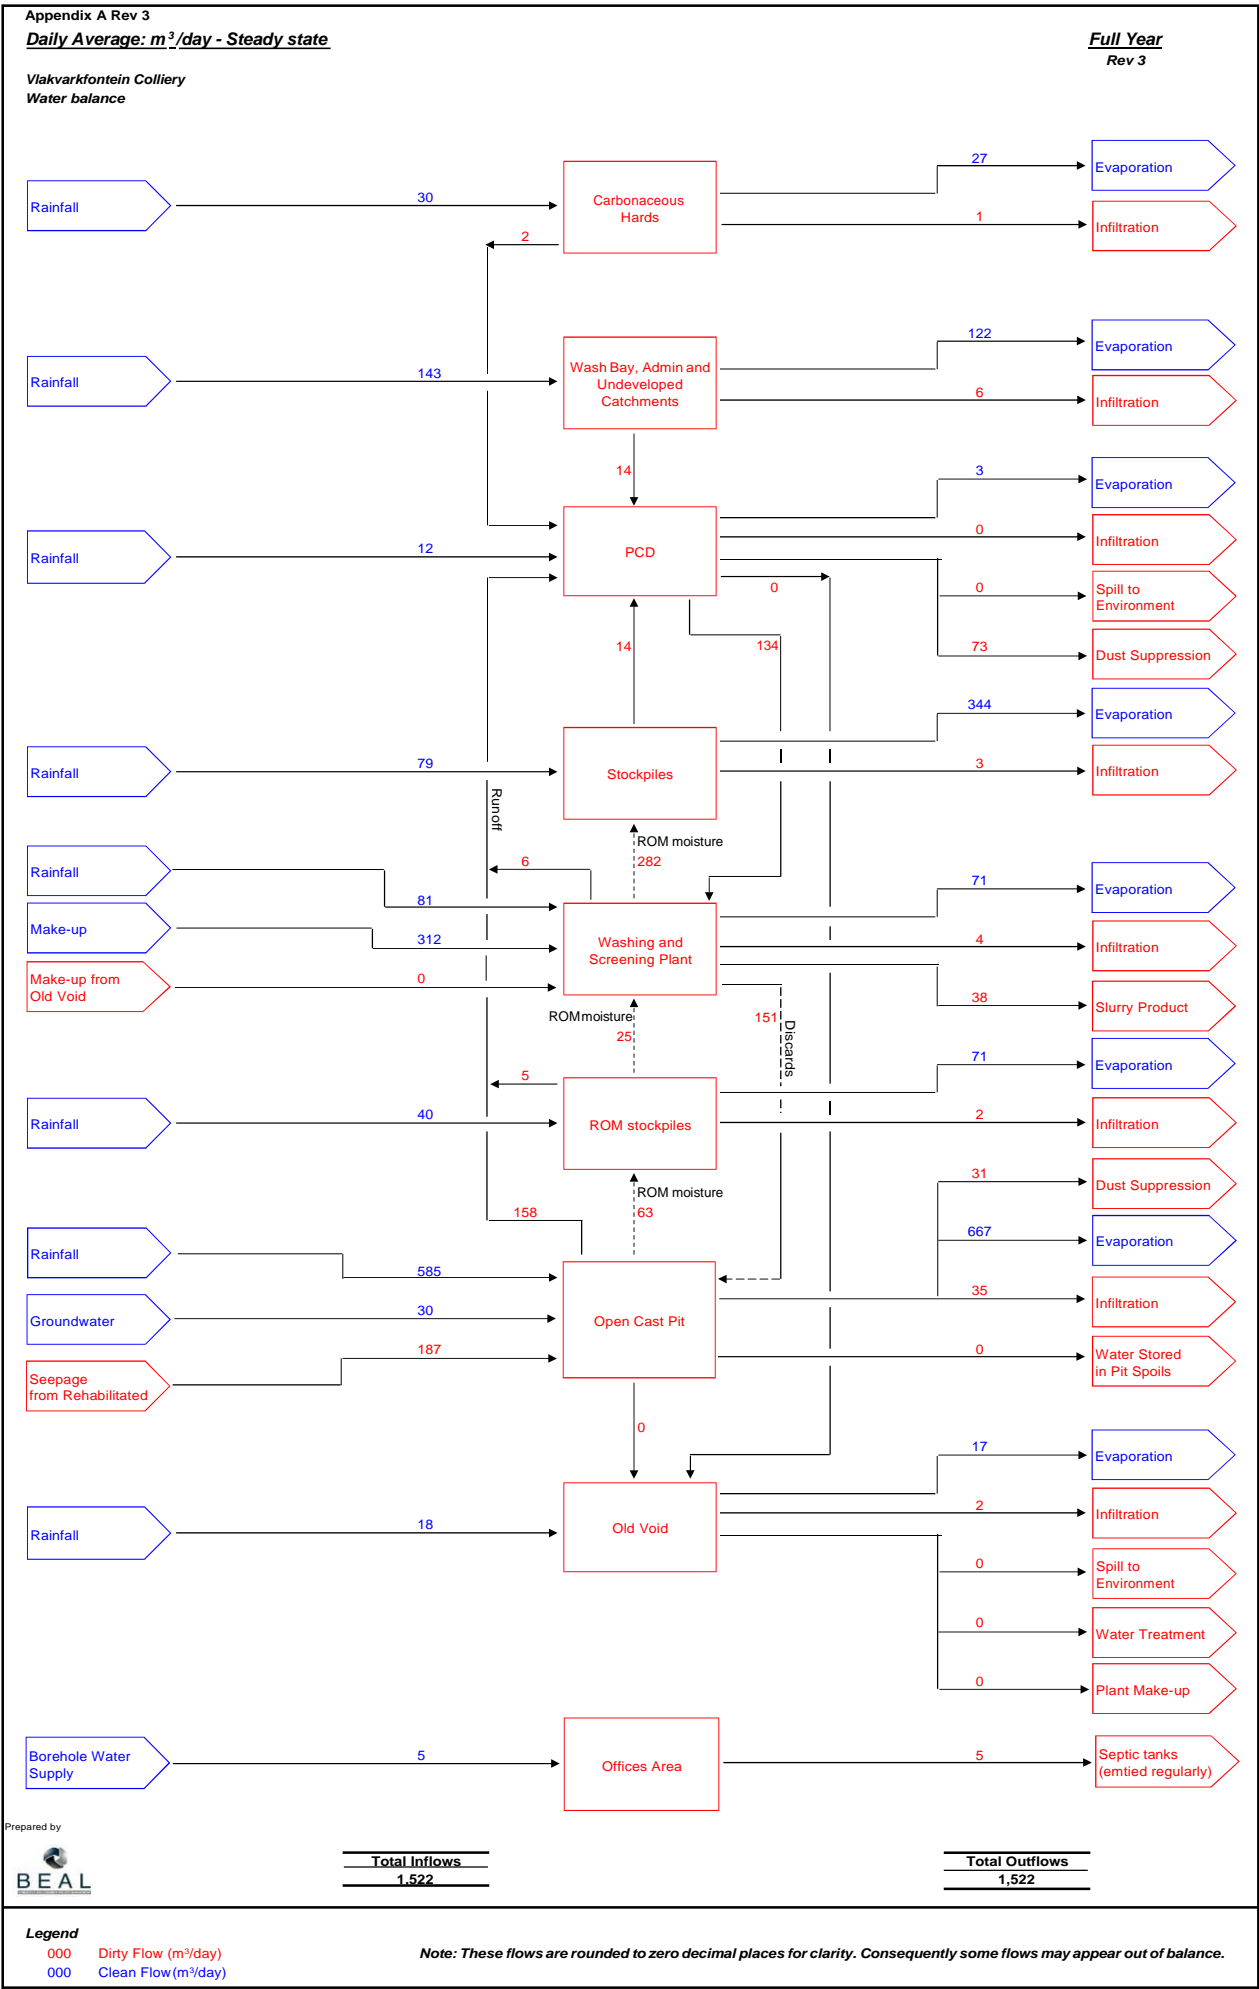 Appendix A Rev 3
Daily Average: m³/day - Steady state
Full Year
Rev 3
Vlakvarkfontein Colliery
Water balance
Rainfall
30
Carbonaceous
Hards
27
Evaporation
1
Infiltration
2
Rainfall
143
Wash Bay, Admin and
Undeveloped
Catchments
122
Evaporation
6
Infiltration
14
Rainfall
12
PCD
3
Evaporation
0
Infiltration
0
Spill to
Environment
73
Dust Suppression
0
134
14
Rainfall
79
Stockpiles
344
Evaporation
3
Infiltration
Runoff
ROM moisture
282
6
Rainfall
81
Make-up
312
Make-up from
Old Void
0
Washing and
Screening Plant
71
Evaporation
4
Infiltration
38
Slurry Product
ROM moisture
25
151
Discards
5
Rainfall
40
ROM stockpiles
71
Evaporation
2
Infiltration
ROM moisture
63
158
Rainfall
585
Groundwater
30
Seepage
from Rehabilitated
187
Open Cast Pit
31
Dust Suppression
667
Evaporation
35
Infiltration
0
Water Stored
in Pit Spoils
0
Rainfall
18
Old Void
17
Evaporation
2
Infiltration
0
Spill to
Environment
0
Water Treatment
0
Plant Make-up
Borehole Water
Supply
5
Offices Area
5
Septic tanks
(emtied regularly)
Prepared by
BEAL
Total Inflows
1,522
Total Outflows
1,522
Legend
000 Dirty Flow (m³/day)
000 Clean Flow (m³/day)
Note: These flows are rounded to zero decimal places for clarity. Consequently some flows may appear out of balance.